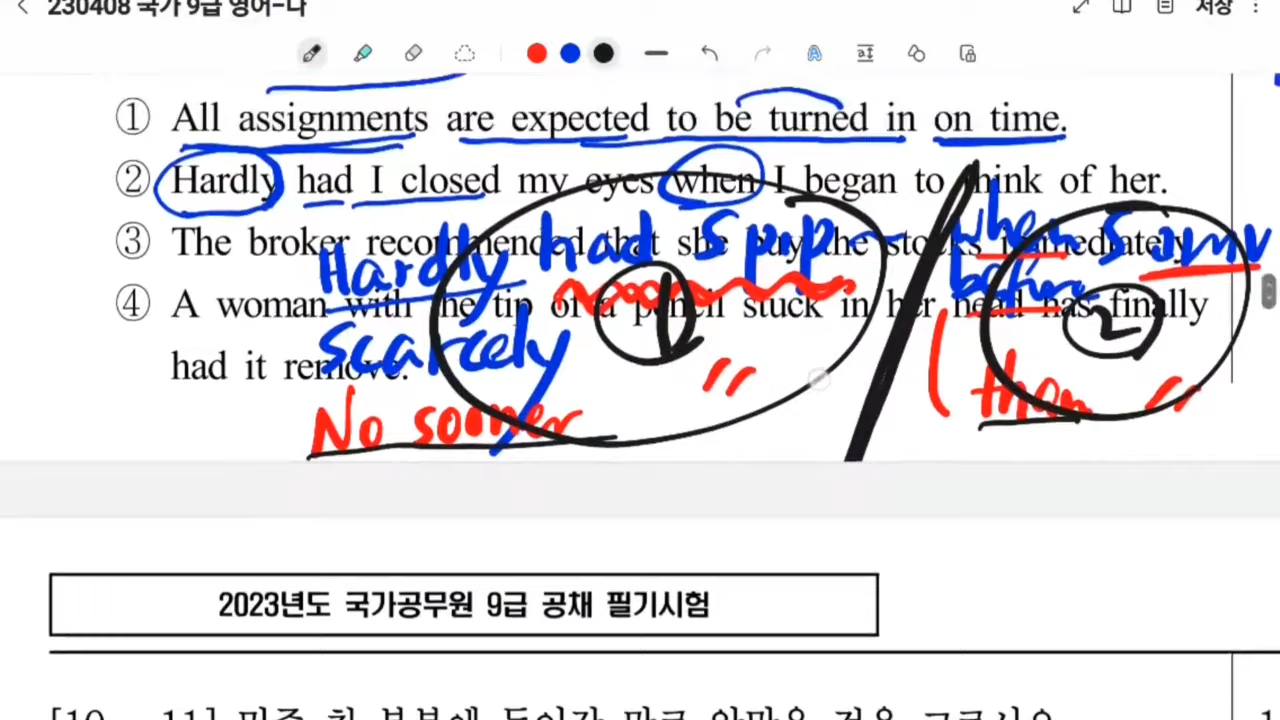 230408 국가 9급 영어-나
저장
① All assignments are expected to be turned in on time.
② Hardly had I closed my eyes when I began to think of her.
③ The broker recommended that she buy the stocks immediately.
④ A woman with the tip of a pencil stuck in her head has finally
had it remove.
Hardly had S p.p ~ when S
Scarcely before
① ②
No sooner 〃 than 〃
2023년도 국가공무원 9급 공채 필기시험